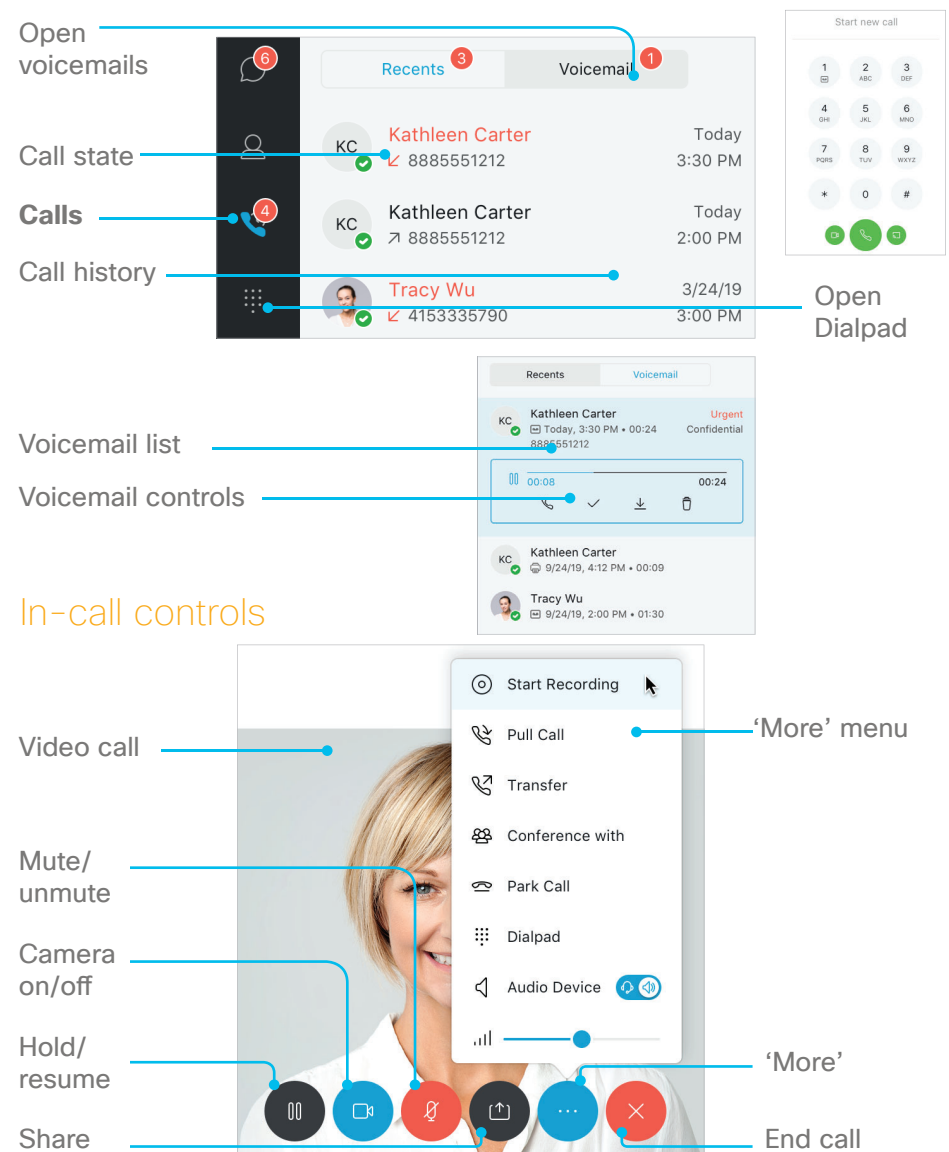 Open
voicemails
Call state
Calls
Call history
6
4
Recents 3
Voicemail 1
KC
Kathleen Carter
8885551212
Today
3:30 PM
KC
Kathleen Carter
8885551212
Today
2:00 PM
Tracy Wu
4153335790
3/24/19
3:00 PM
Start new call
1
2
ABC
3
DEF
4
GHI
5
JKL
6
MNO
7
PQRS
8
TUV
9
WXYZ
*
0
#
Open
Dialpad
Voicemail list
Voicemail controls
Recents
Voicemail
KC
Kathleen Carter
Urgent
Today, 3:30 PM • 00:24
Confidential
8885551212
00:08
00:24
KC
Kathleen Carter
9/24/19, 4:12 PM • 00:09
Tracy Wu
9/24/19, 2:00 PM • 01:30
In-call controls
Video call
Mute/
unmute
Camera
on/off
Hold/
resume
Share
Start Recording
Pull Call
Transfer
Conference with
Park Call
Dialpad
Audio Device
'More' menu
'More'
End call